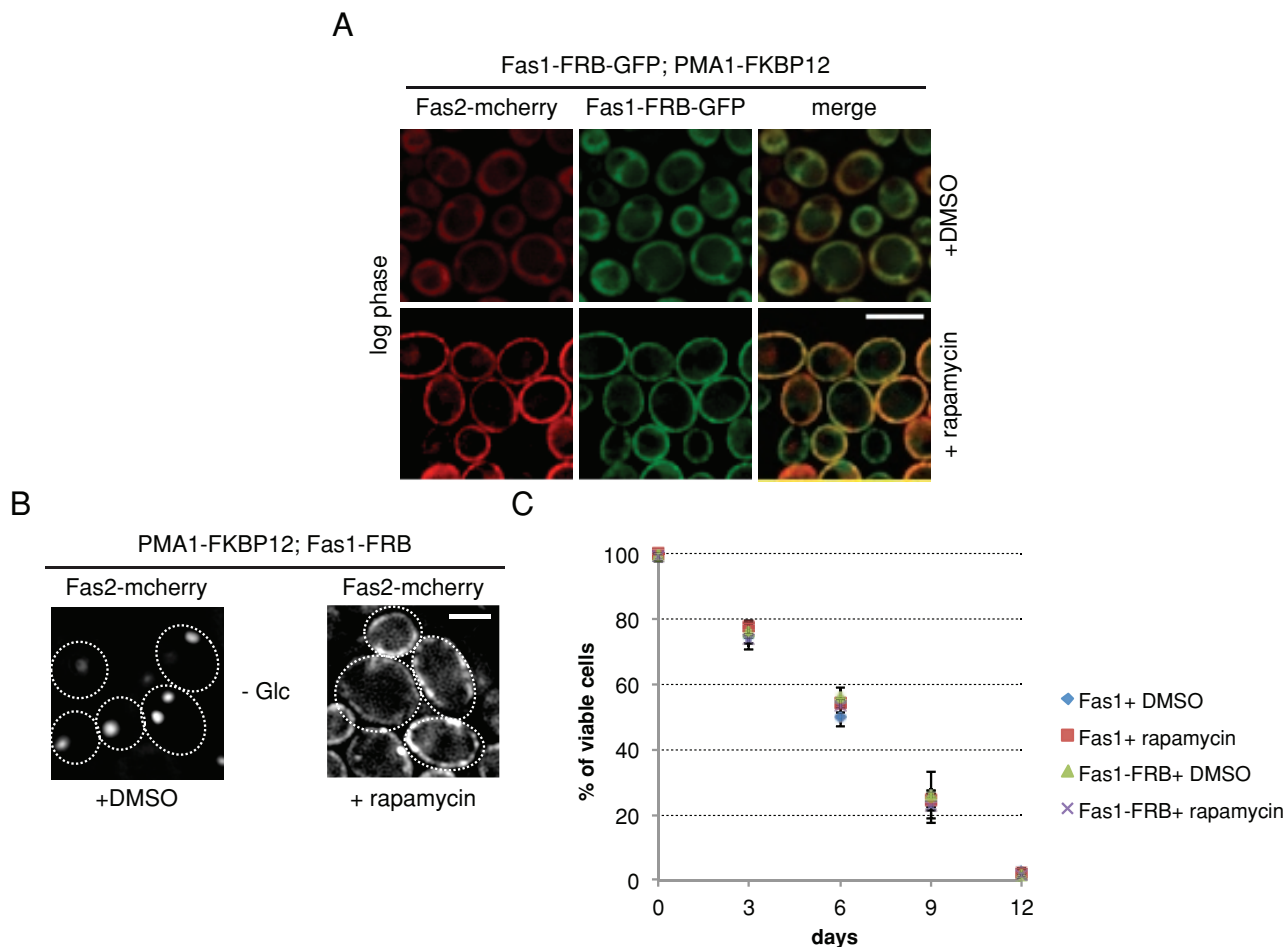 A
Fas1-FRB-GFP; PMA1-FKBP12
Fas2-mcherry Fas1-FRB-GFP merge
log phase
+DMSO
+ rapamycin
B
PMA1-FKBP12; Fas1-FRB
Fas2-mcherry Fas2-mcherry
- Glc
+DMSO + rapamycin
C
100
80
60
40
20
0
% of viable cells
0 3 6 9 12
days
Fas1+ DMSO
Fas1+ rapamycin
Fas1-FRB+ DMSO
Fas1-FRB+ rapamycin